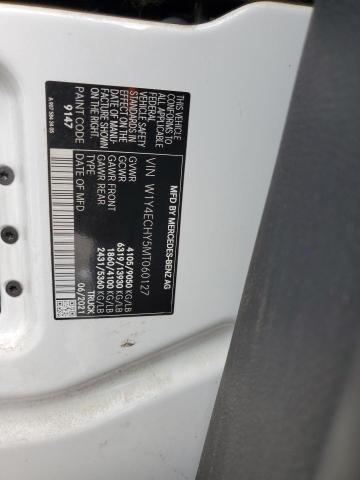 MFD BY MERCEDES-BENZ AG
VIN W1Y4ECHY5MT060127
GVWR 4105/9050 KG/LB
GCWR 6319/13930 KG/LB
GAWR FRONT 1860/4100 KG/LB
GAWR REAR 2431/5360 KG/LB
TYPE TRUCK
DATE OF MFD 06/2021
THIS VEHICLE
CONFORMS TO
ALL APPLICABLE
FEDERAL
VEHICLE SAFETY
STANDARDS IN
EFFECT ON THE
DATE OF MANU-
FACTURE SHOWN
ON THE RIGHT.
PAINT CODE:
9147